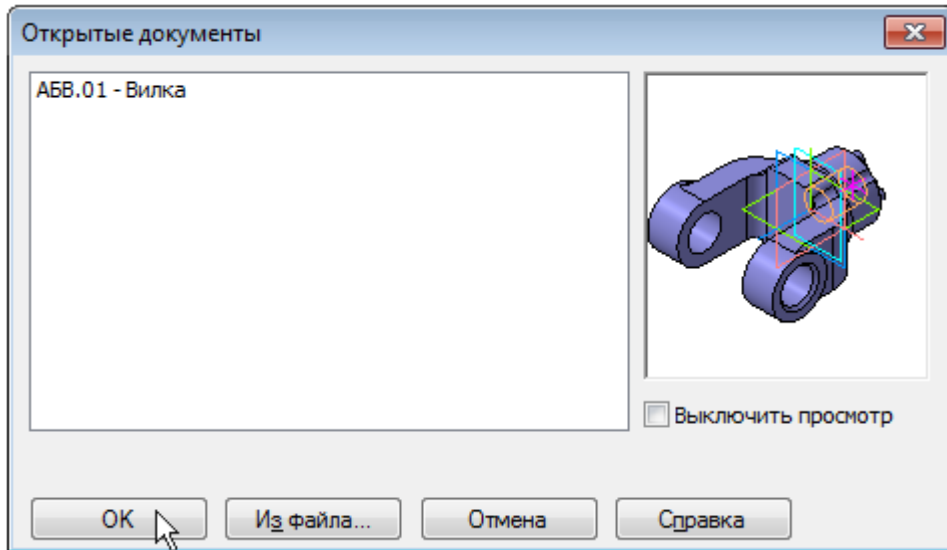 Открытые документы
АБВ.01 - Вилка
Выключить просмотр
OK
Из файла...
Отмена
Справка